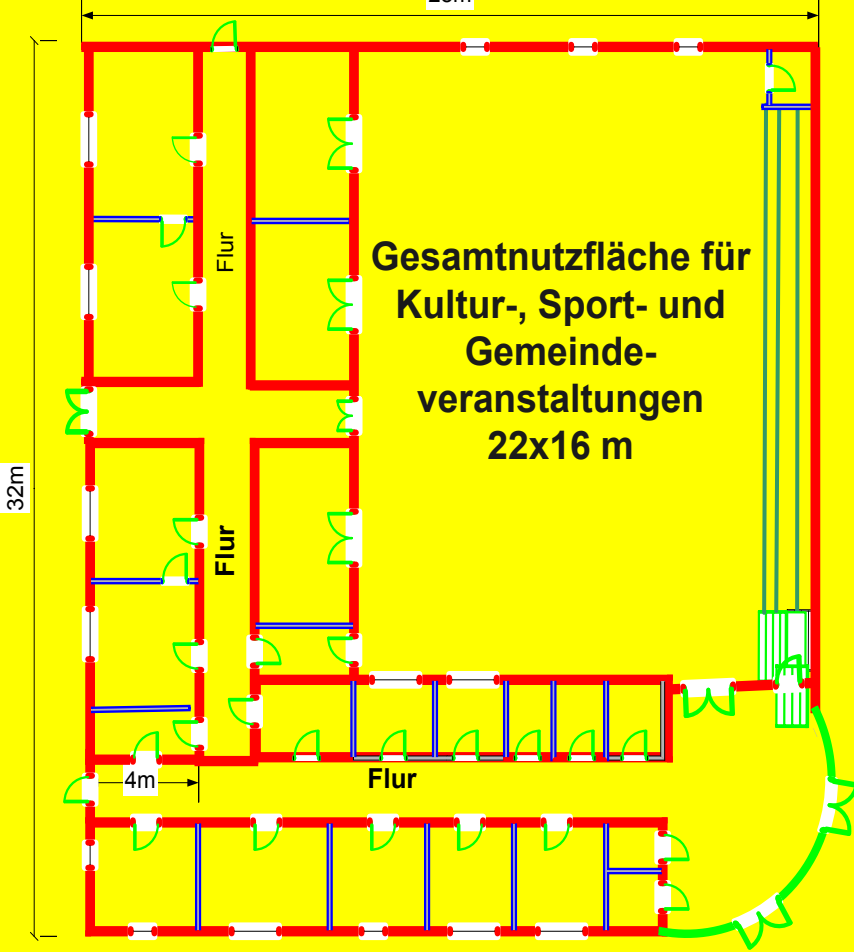 Flur
Gesamtnutzfläche für
Kultur-, Sport- und
Gemeinde-
veranstaltungen
22x16 m
32m
Flur
4m
Flur